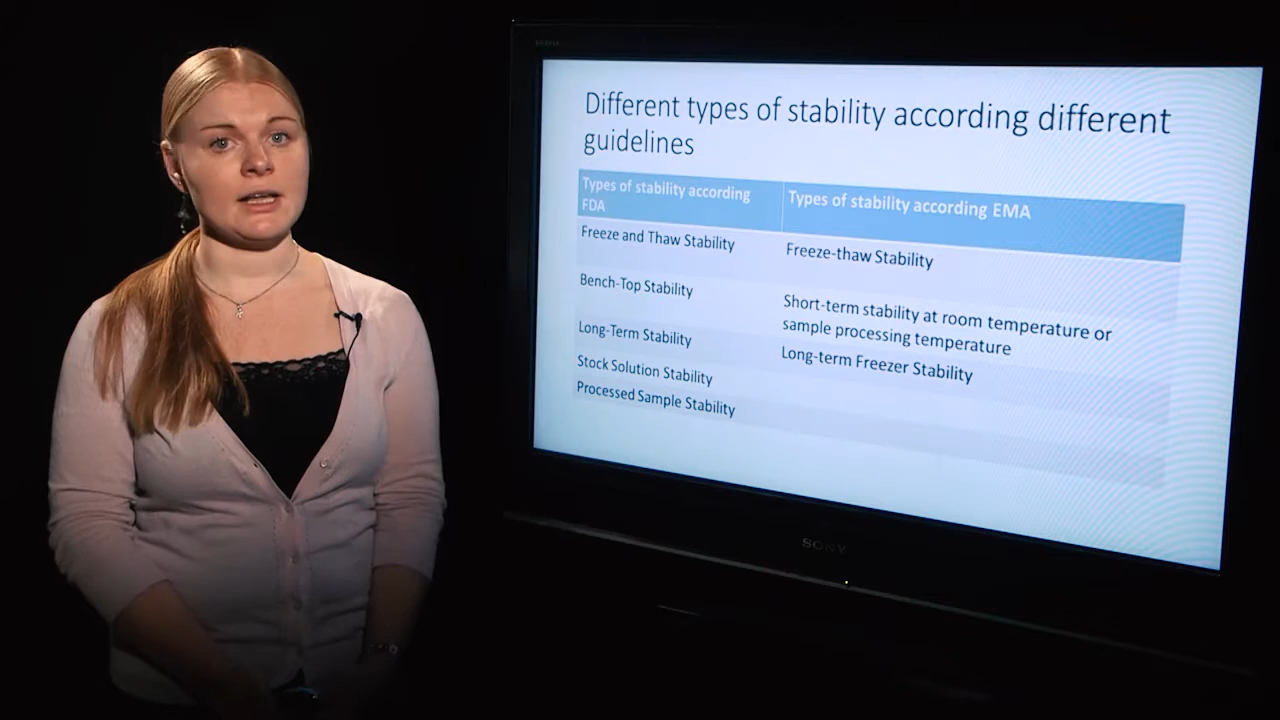 Different types of stability according different
guidelines
Types of stability according
FDA
Types of stability according EMA
Freeze and Thaw Stability
Freeze-thaw Stability
Bench-Top Stability
Short-term stability at room temperature or
sample processing temperature
Long-Term Stability
Long-term Freezer Stability
Stock Solution Stability
Processed Sample Stability
SONY